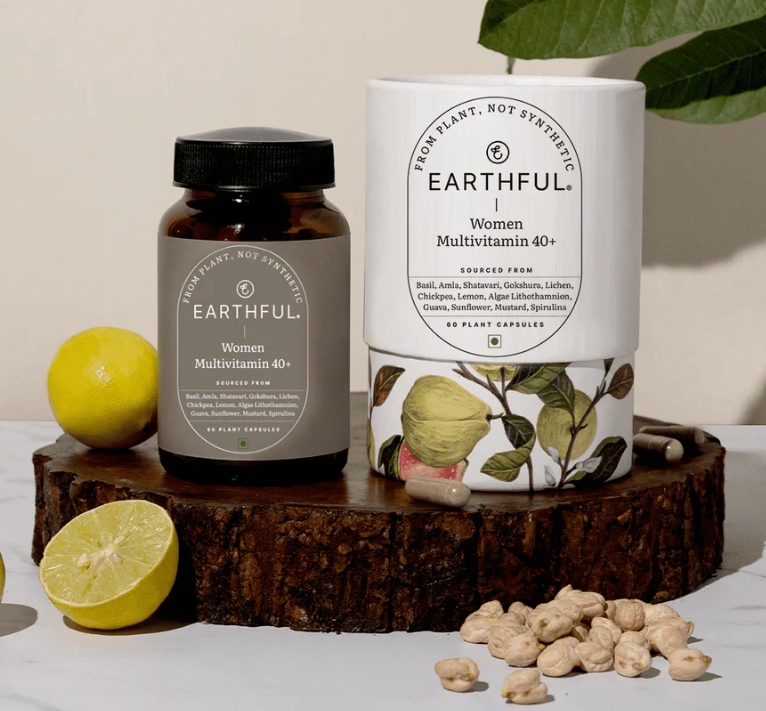 FROM PLANT, NOT SYNTHETIC
EARTHFUL®
Women
Multivitamin 40+
SOURCED FROM
Basil, Amla, Shatavari, Gokshura, Lichen,
Chickpea, Lemon, Algae Lithothamnion,
Guava, Sunflower, Mustard, Spirulina
60 PLANT CAPSULES
FROM PLANT, NOT SYNTHETIC
EARTHFUL®
Women
Multivitamin 40+
SOURCED FROM
Basil, Amla, Shatavari, Gokshura, Lichen,
Chickpea, Lemon, Algae Lithothamnion,
Guava, Sunflower, Mustard, Spirulina
60 PLANT CAPSULES